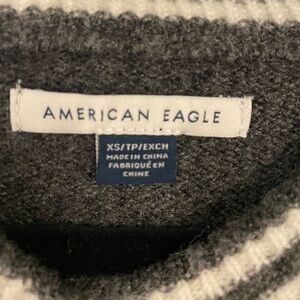 AMERICAN EAGLE
XS/TP/EXCH
MADE IN CHINA
FABRIQUÉ EN
CHINE